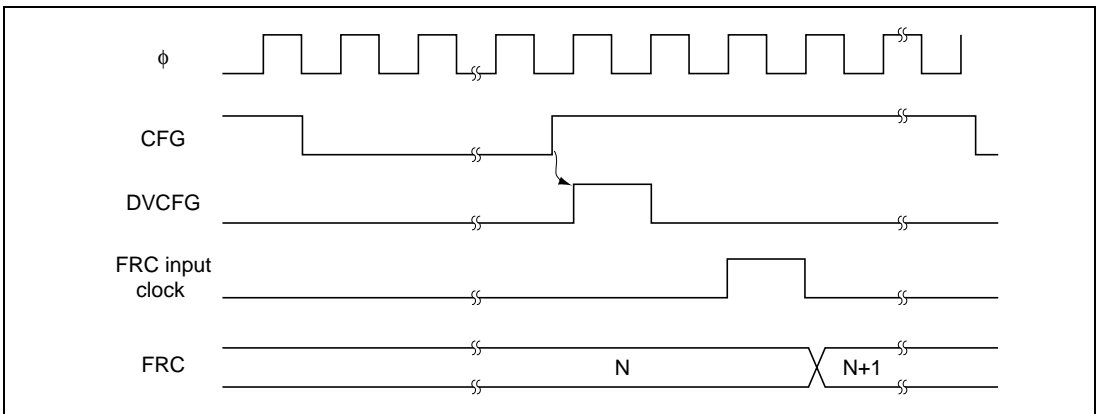 ϕ
CFG
DVCFG
FRC input
clock
FRC
N
N+1